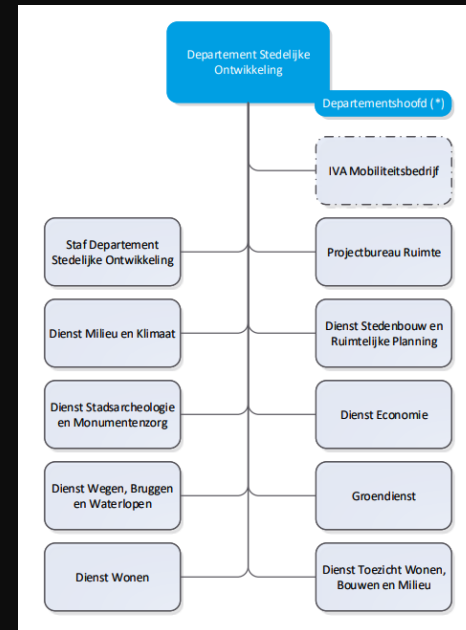 Departement Stedelijke
Ontwikkeling
Departementshoofd (*)
IVA Mobiliteitsbedrijf
Staf Departement
Stedelijke Ontwikkeling
Projectbureau Ruimte
Dienst Milieu en Klimaat
Dienst Stedenbouw en
Ruimtelijke Planning
Dienst Stadsarcheologie
en Monumentenzorg
Dienst Economie
Dienst Wegen, Bruggen
en Waterlopen
Groendienst
Dienst Wonen
Dienst Toezicht Wonen,
Bouwen en Milieu